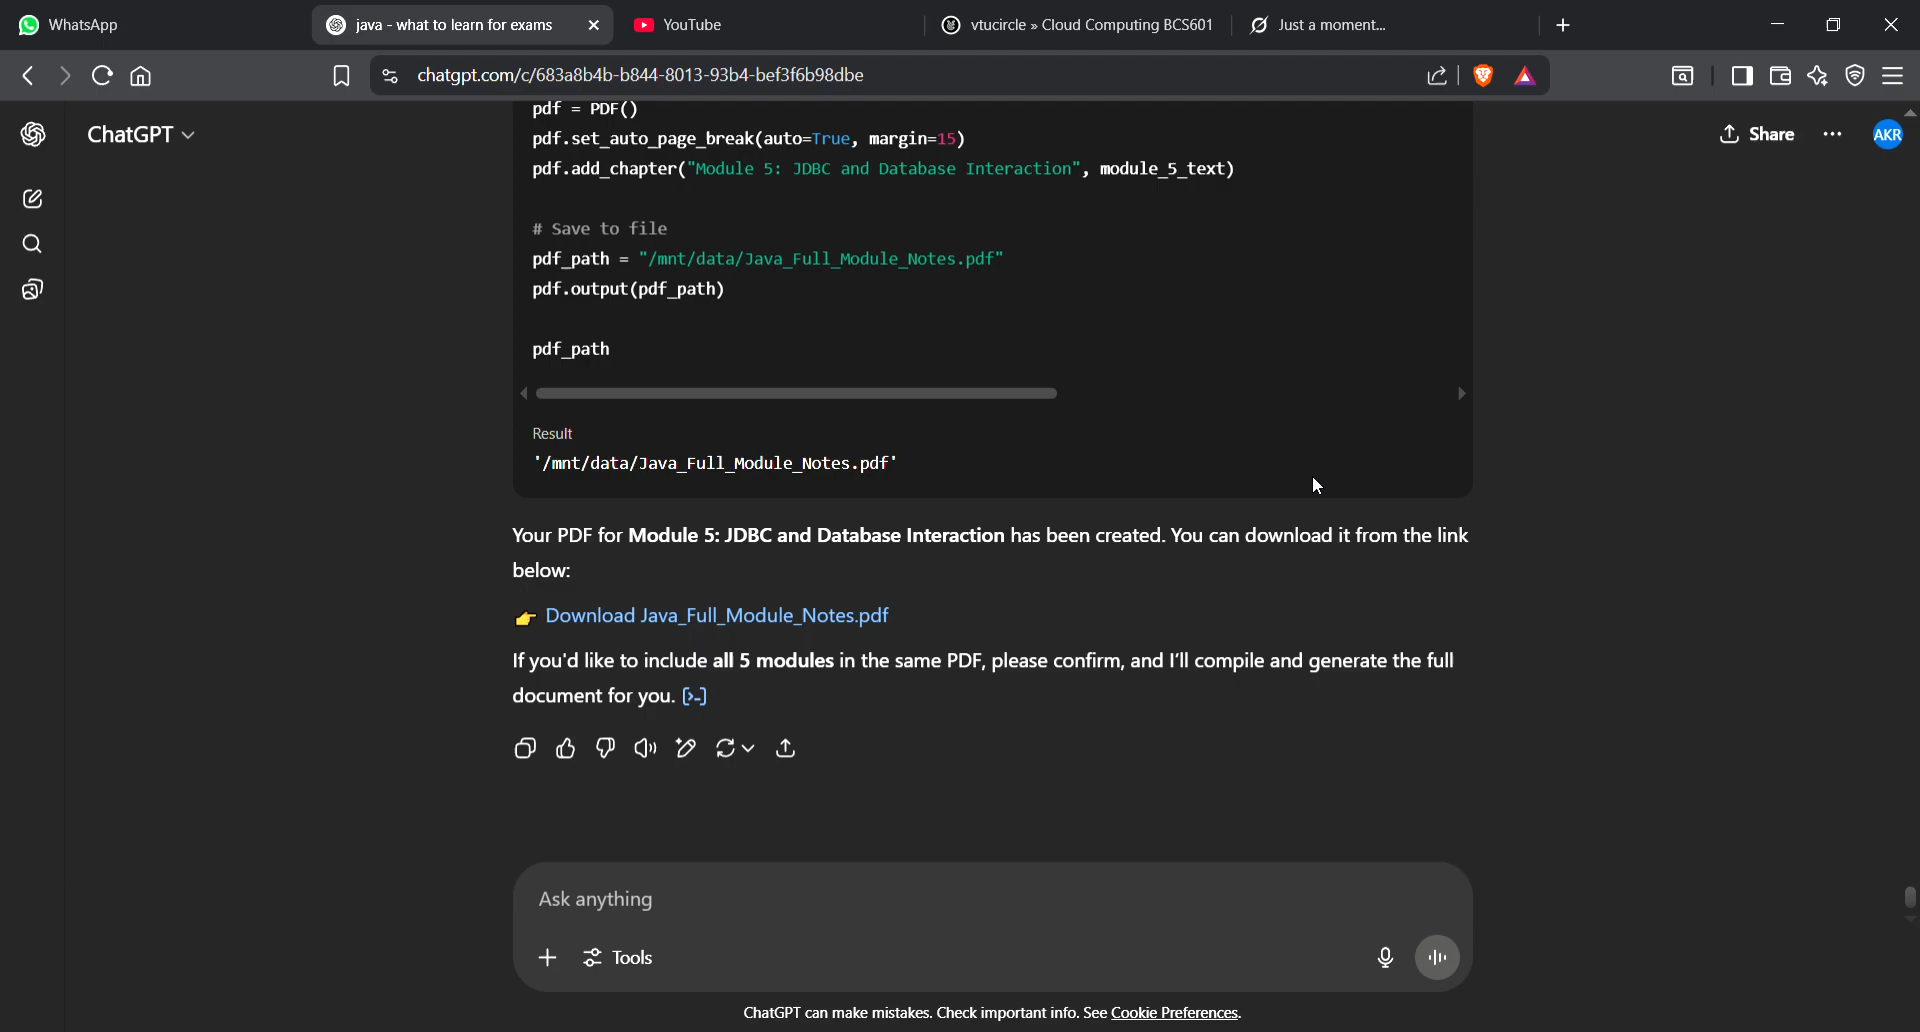 WhatsApp
java - what to learn for exams
YouTube
vtucircle » Cloud Computing BCS601
Just a moment...
chatgpt.com/c/683a8b4b-b844-8013-93b4-bef3f6b98dbe
ChatGPT
Share
AKR
pdf = PDF()
pdf.set_auto_page_break(auto=True, margin=15)
pdf.add_chapter("Module 5: JDBC and Database Interaction", module_5_text)
# Save to file
pdf_path = "/mnt/data/Java_Full_Module_Notes.pdf"
pdf.output(pdf_path)
pdf_path
Result
'/mnt/data/Java_Full_Module_Notes.pdf'
Your PDF for Module 5: JDBC and Database Interaction has been created. You can download it from the link
below:
👉 Download Java_Full_Module_Notes.pdf
If you'd like to include all 5 modules in the same PDF, please confirm, and I'll compile and generate the full
document for you. [>-]
Ask anything
Tools
ChatGPT can make mistakes. Check important info. See Cookie Preferences.